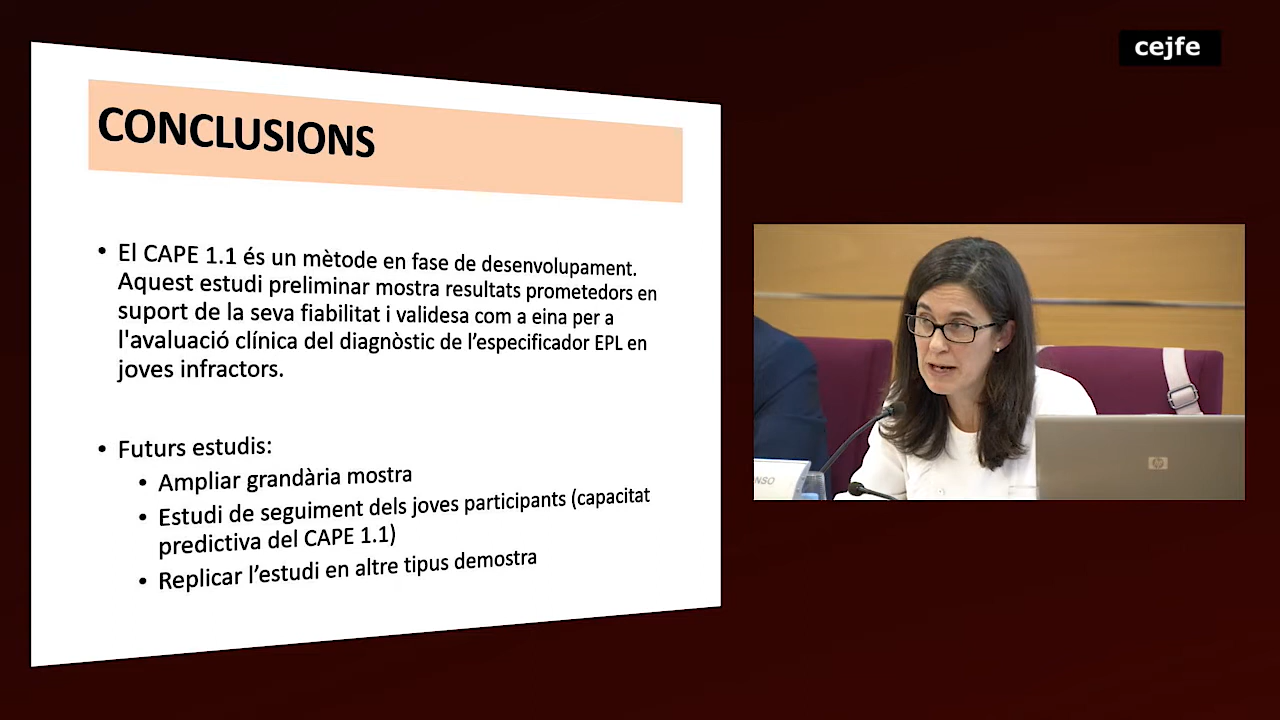 cejfe
CONCLUSIONS
• El CAPE 1.1 és un mètode en fase de desenvolupament.
Aquest estudi preliminar mostra resultats prometedors en
suport de la seva fiabilitat i validesa com a eina per a
l'avaluació clínica del diagnòstic de l’especificador EPL en
joves infractors.
• Futurs estudis:
• Ampliar grandària mostra
• Estudi de seguiment dels joves participants (capacitat
predictiva del CAPE 1.1)
• Replicar l’estudi en altre tipus demostra
hp